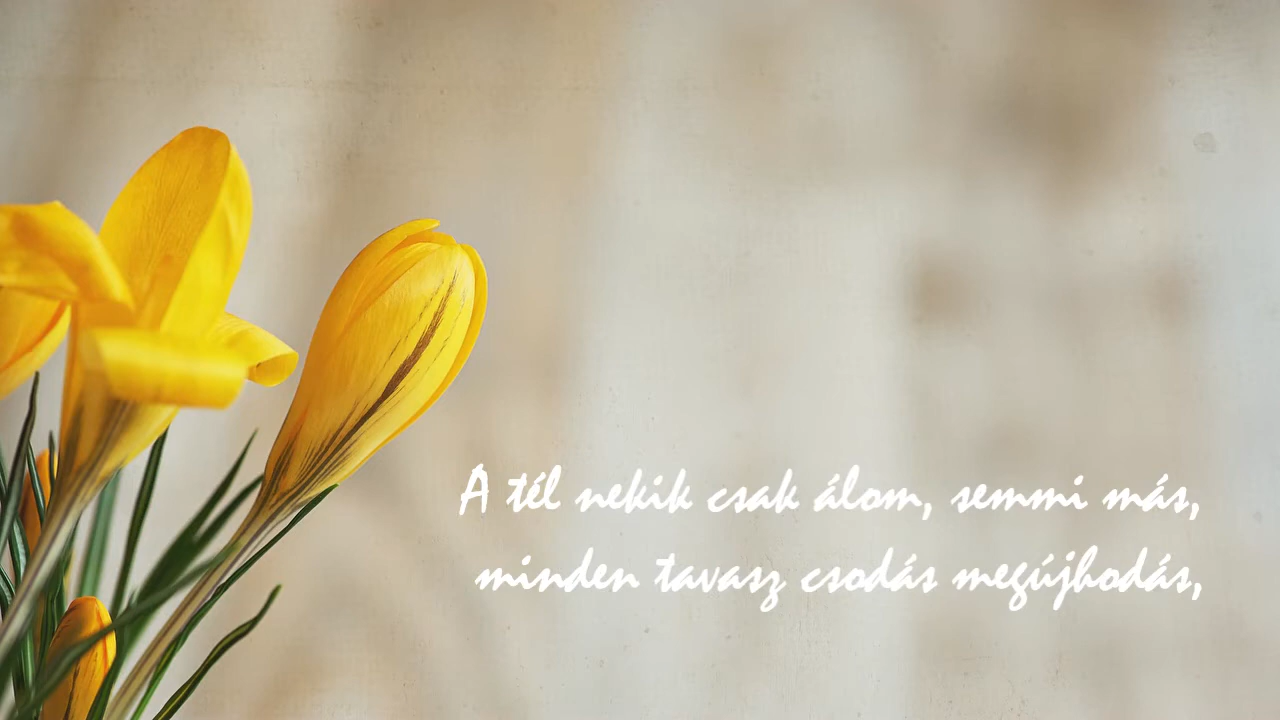 A tél nekik csak álom, semmi más,
minden tavasz csodás megújhodás,